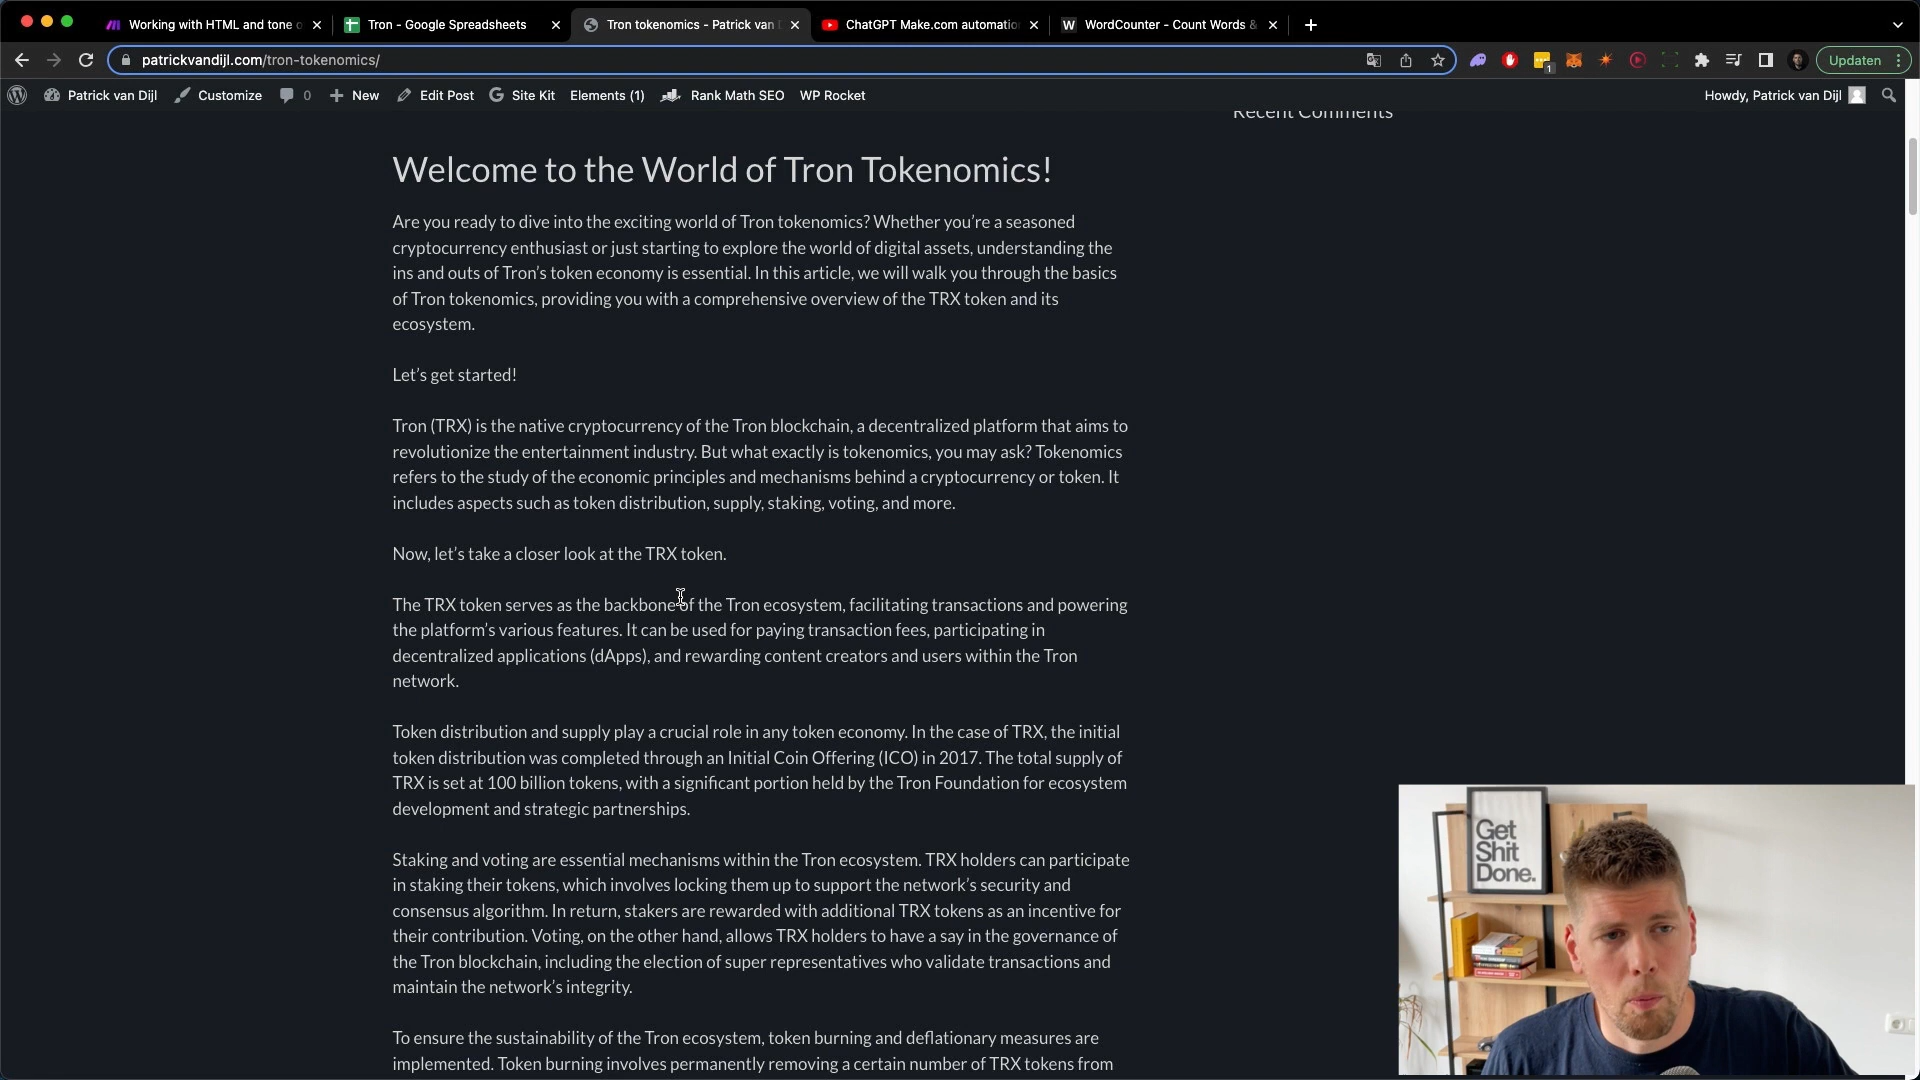 Working with HTML and tone o
Tron - Google Spreadsheets
Tron tokenomics - Patrick van D
ChatGPT Make.com automatio
WordCounter - Count Words &
patrickvandijl.com/tron-tokenomics/
1
Updaten
Patrick van Dijl
Customize
0
New
Edit Post
Site Kit
Elements (1)
Rank Math SEO
WP Rocket
Howdy, Patrick van Dijl
Recent Comments
Welcome to the World of Tron Tokenomics!
Are you ready to dive into the exciting world of Tron tokenomics? Whether you’re a seasoned
cryptocurrency enthusiast or just starting to explore the world of digital assets, understanding the
ins and outs of Tron’s token economy is essential. In this article, we will walk you through the basics
of Tron tokenomics, providing you with a comprehensive overview of the TRX token and its
ecosystem.
Let’s get started!
Tron (TRX) is the native cryptocurrency of the Tron blockchain, a decentralized platform that aims to
revolutionize the entertainment industry. But what exactly is tokenomics, you may ask? Tokenomics
refers to the study of the economic principles and mechanisms behind a cryptocurrency or token. It
includes aspects such as token distribution, supply, staking, voting, and more.
Now, let’s take a closer look at the TRX token.
The TRX token serves as the backbone of the Tron ecosystem, facilitating transactions and powering
the platform’s various features. It can be used for paying transaction fees, participating in
decentralized applications (dApps), and rewarding content creators and users within the Tron
network.
Token distribution and supply play a crucial role in any token economy. In the case of TRX, the initial
token distribution was completed through an Initial Coin Offering (ICO) in 2017. The total supply of
TRX is set at 100 billion tokens, with a significant portion held by the Tron Foundation for ecosystem
development and strategic partnerships.
Staking and voting are essential mechanisms within the Tron ecosystem. TRX holders can participate
in staking their tokens, which involves locking them up to support the network’s security and
consensus algorithm. In return, stakers are rewarded with additional TRX tokens as an incentive for
their contribution. Voting, on the other hand, allows TRX holders to have a say in the governance of
the Tron blockchain, including the election of super representatives who validate transactions and
maintain the network’s integrity.
To ensure the sustainability of the Tron ecosystem, token burning and deflationary measures are
implemented. Token burning involves permanently removing a certain number of TRX tokens from
Get
Shit
Done.